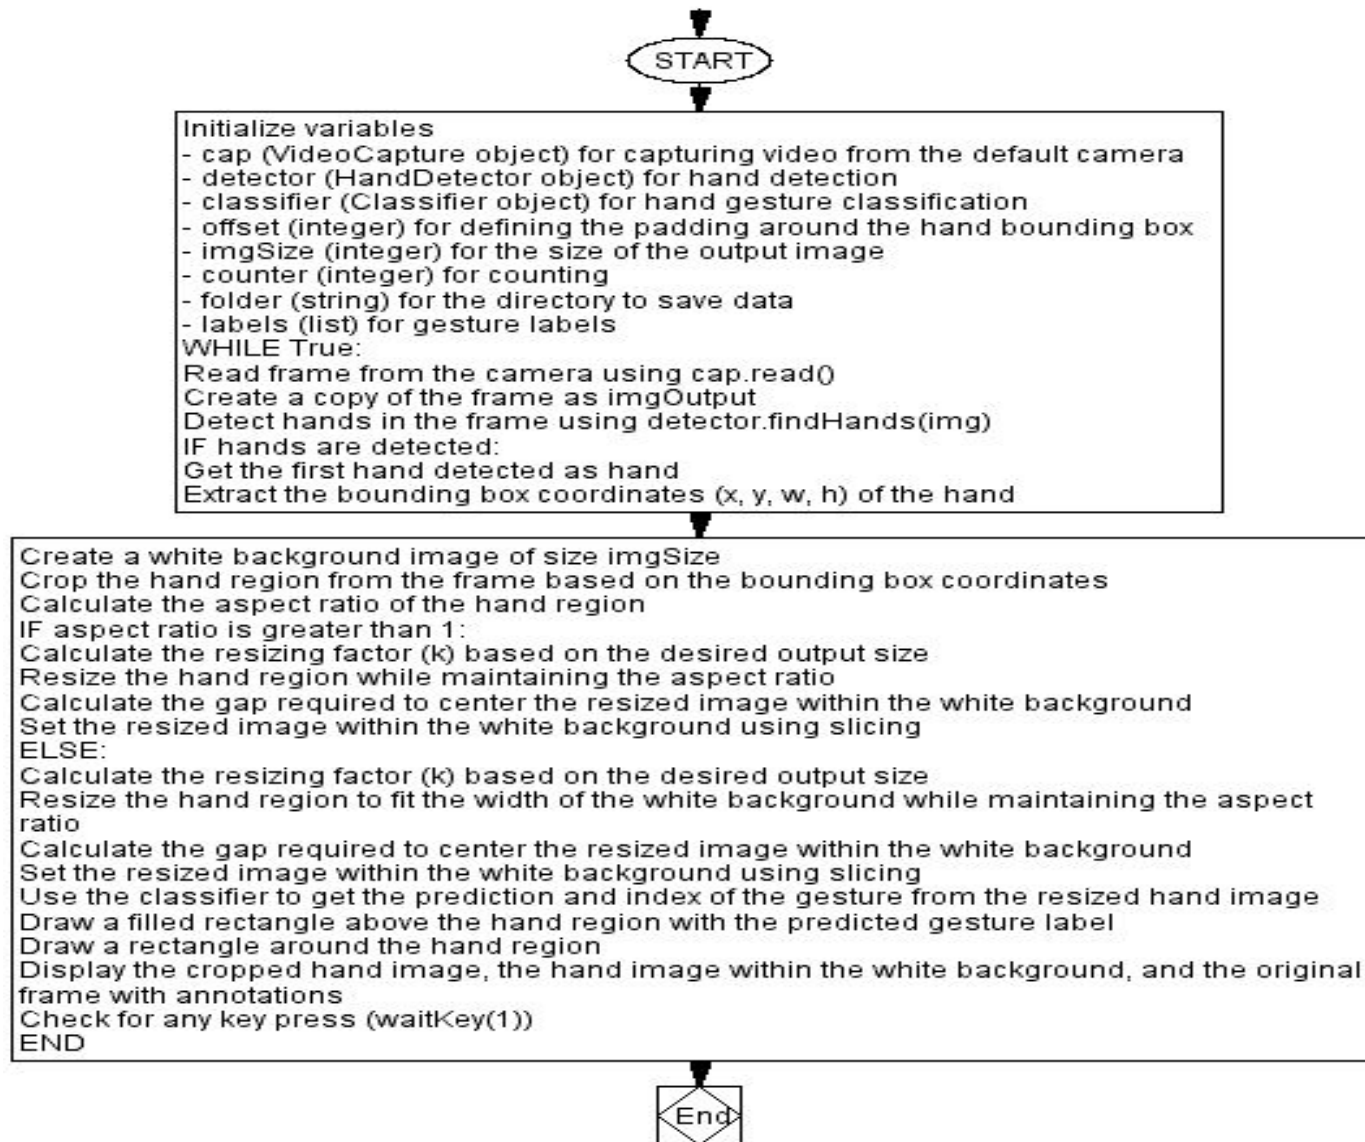 START
Initialize variables
- cap (VideoCapture object) for capturing video from the default camera
- detector (HandDetector object) for hand detection
- classifier (Classifier object) for hand gesture classification
- offset (integer) for defining the padding around the hand bounding box
- imgSize (integer) for the size of the output image
- counter (integer) for counting
- folder (string) for the directory to save data
- labels (list) for gesture labels
WHILE True:
Read frame from the camera using cap.read()
Create a copy of the frame as imgOutput
Detect hands in the frame using detector.findHands(img)
IF hands are detected:
Get the first hand detected as hand
Extract the bounding box coordinates (x, y, w, h) of the hand
Create a white background image of size imgSize
Crop the hand region from the frame based on the bounding box coordinates
Calculate the aspect ratio of the hand region
IF aspect ratio is greater than 1:
Calculate the resizing factor (k) based on the desired output size
Resize the hand region while maintaining the aspect ratio
Calculate the gap required to center the resized image within the white background
Set the resized image within the white background using slicing
ELSE:
Calculate the resizing factor (k) based on the desired output size
Resize the hand region to fit the width of the white background while maintaining the aspect
ratio
Calculate the gap required to center the resized image within the white background
Set the resized image within the white background using slicing
Use the classifier to get the prediction and index of the gesture from the resized hand image
Draw a filled rectangle above the hand region with the predicted gesture label
Draw a rectangle around the hand region
Display the cropped hand image, the hand image within the white background, and the original
frame with annotations
Check for any key press (waitKey(1))
END
End